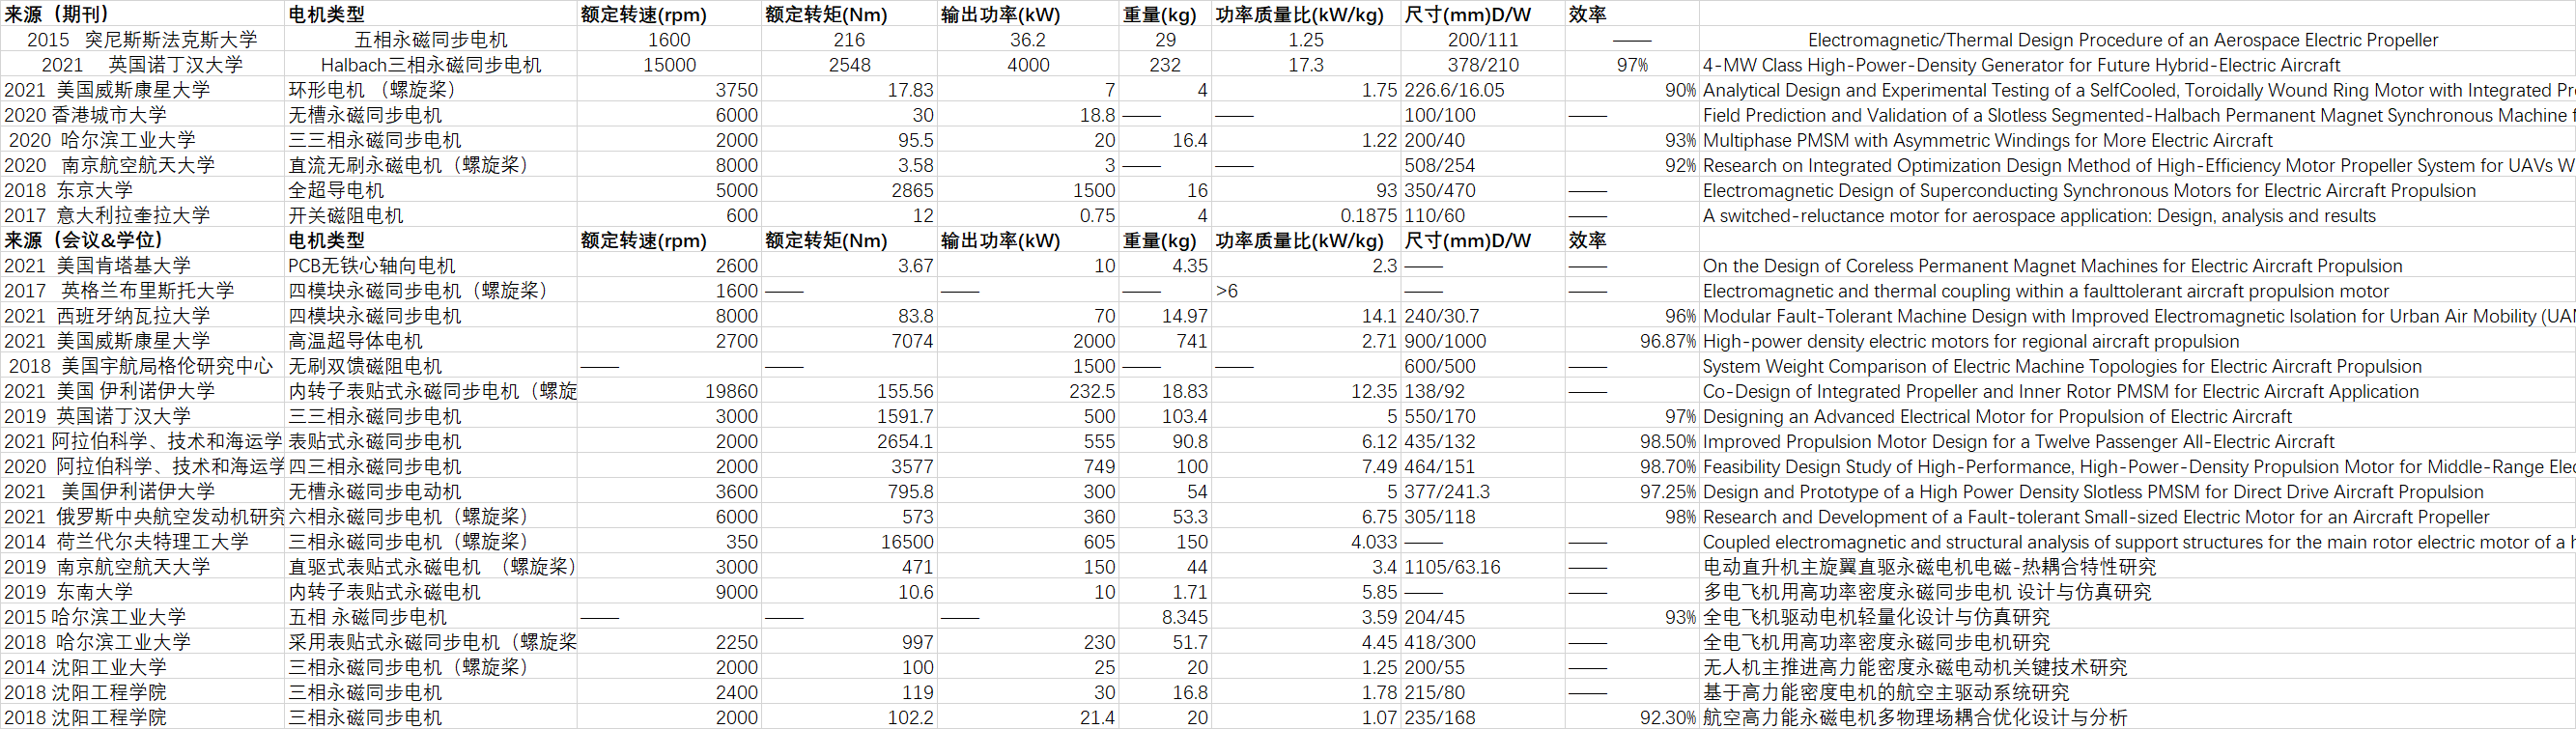 来源（期刊） 电机类型 额定转速(rpm) 额定转矩(Nm) 输出功率(kW) 重量(kg) 功率质量比(kW/kg) 尺寸(mm)D/W 效率
2015 突尼斯斯法克斯大学 五相永磁同步电机 1600 216 36.2 29 1.25 200/111 —— Electromagnetic/Thermal Design Procedure of an Aerospace Electric Propeller
2021 英国诺丁汉大学 Halbach三相永磁同步电机 15000 2548 4000 232 17.3 378/210 97% 4-MW Class High-Power-Density Generator for Future Hybrid-Electric Aircraft
2021 美国威斯康星大学 环形电机 （螺旋桨） 3750 17.83 7 4 1.75 226.6/16.05 90% Analytical Design and Experimental Testing of a SelfCooled, Toroidally Wound Ring Motor with Integrated Pr
2020 香港城市大学 无槽永磁同步电机 6000 30 18.8 —— —— 100/100 —— Field Prediction and Validation of a Slotless Segmented-Halbach Permanent Magnet Synchronous Machine f
2020 哈尔滨工业大学 三三相永磁同步电机 2000 95.5 20 16.4 1.22 200/40 93% Multiphase PMSM with Asymmetric Windings for More Electric Aircraft
2020 南京航空航天大学 直流无刷永磁电机（螺旋桨） 8000 3.58 3 —— —— 508/254 92% Research on Integrated Optimization Design Method of High-Efficiency Motor Propeller System for UAVs W
2018 东京大学 全超导电机 5000 2865 1500 16 93 350/470 —— Electromagnetic Design of Superconducting Synchronous Motors for Electric Aircraft Propulsion
2017 意大利拉奎拉大学 开关磁阻电机 600 12 0.75 4 0.1875 110/60 —— A switched-reluctance motor for aerospace application: Design, analysis and results
来源（会议&学位） 电机类型 额定转速(rpm) 额定转矩(Nm) 输出功率(kW) 重量(kg) 功率质量比(kW/kg) 尺寸(mm)D/W 效率
2021 美国肯塔基大学 PCB无铁心轴向电机 2600 3.67 10 4.35 2.3 —— —— On the Design of Coreless Permanent Magnet Machines for Electric Aircraft Propulsion
2017 英格兰布里斯托大学 四模块永磁同步电机（螺旋桨） 1600 —— —— —— >6 —— —— Electromagnetic and thermal coupling within a faulttolerant aircraft propulsion motor
2021 西班牙纳瓦拉大学 四模块永磁同步电机 8000 83.8 70 14.97 14.1 240/30.7 96% Modular Fault-Tolerant Machine Design with Improved Electromagnetic Isolation for Urban Air Mobility (UAM
2021 美国威斯康星大学 高温超导体电机 2700 7074 2000 741 2.71 900/1000 96.87% High-power density electric motors for regional aircraft propulsion
2018 美国宇航局格伦研究中心 无刷双馈磁阻电机 —— —— 1500 —— —— 600/500 —— System Weight Comparison of Electric Machine Topologies for Electric Aircraft Propulsion
2021 美国 伊利诺伊大学 内转子表贴式永磁同步电机（螺旋 19860 155.56 232.5 18.83 12.35 138/92 —— Co-Design of Integrated Propeller and Inner Rotor PMSM for Electric Aircraft Application
2019 英国诺丁汉大学 三三相永磁同步电机 3000 1591.7 500 103.4 5 550/170 97% Designing an Advanced Electrical Motor for Propulsion of Electric Aircraft
2021 阿拉伯科学、技术和海运学 表贴式永磁同步电机 2000 2654.1 555 90.8 6.12 435/132 98.50% Improved Propulsion Motor Design for a Twelve Passenger All-Electric Aircraft
2020 阿拉伯科学、技术和海运学 四三相永磁同步电机 2000 3577 749 100 7.49 464/151 98.70% Feasibility Design Study of High-Performance, High-Power-Density Propulsion Motor for Middle-Range Ele
2021 美国伊利诺伊大学 无槽永磁同步电动机 3600 795.8 300 54 5 377/241.3 97.25% Design and Prototype of a High Power Density Slotless PMSM for Direct Drive Aircraft Propulsion
2021 俄罗斯中央航空发动机研究 六相永磁同步电机（螺旋桨） 6000 573 360 53.3 6.75 305/118 98% Research and Development of a Fault-tolerant Small-sized Electric Motor for an Aircraft Propeller
2014 荷兰代尔夫特理工大学 三相永磁同步电机（螺旋桨） 350 16500 605 150 4.033 —— —— Coupled electromagnetic and structural analysis of support structures for the main rotor electric motor of a h
2019 南京航空航天大学 直驱式表贴式永磁电机 （螺旋桨） 3000 471 150 44 3.4 1105/63.16 —— 电动直升机主旋翼直驱永磁电机电磁-热耦合特性研究
2019 东南大学 内转子表贴式永磁电机 9000 10.6 10 1.71 5.85 —— —— 多电飞机用高功率密度永磁同步电机 设计与仿真研究
2015 哈尔滨工业大学 五相 永磁同步电机 —— —— —— 8.345 3.59 204/45 93% 全电飞机驱动电机轻量化设计与仿真研究
2018 哈尔滨工业大学 采用表贴式永磁同步电机（螺旋桨 2250 997 230 51.7 4.45 418/300 —— 全电飞机用高功率密度永磁同步电机研究
2014 沈阳工业大学 三相永磁同步电机（螺旋桨） 2000 100 25 20 1.25 200/55 —— 无人机主推进高力能密度永磁电动机关键技术研究
2018 沈阳工程学院 三相永磁同步电机 2400 119 30 16.8 1.78 215/80 —— 基于高力能密度电机的航空主驱动系统研究
2018 沈阳工程学院 三相永磁同步电机 2000 102.2 21.4 20 1.07 235/168 92.30% 航空高力能永磁电机多物理场耦合优化设计与分析